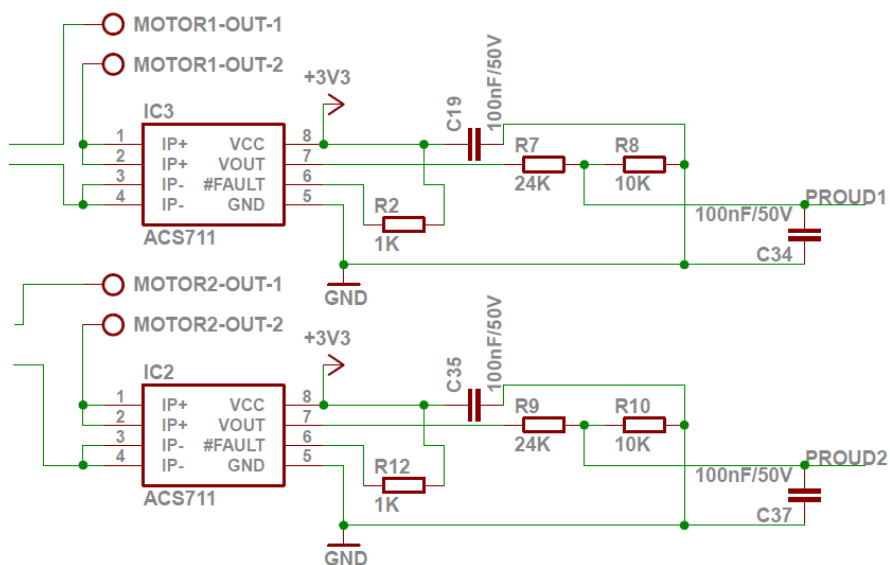 MOTOR1-OUT-1
MOTOR1-OUT-2
+3V3
C19
100nF/50V
IC3
1 IP+ VCC 8
2 IP+ VOUT 7
3 IP- #FAULT 6
4 IP- GND 5
ACS711
R2
1K
R7
24K
R8
10K
PROUD1
100nF/50V
C34
GND
MOTOR2-OUT-1
MOTOR2-OUT-2
+3V3
C35
100nF/50V
IC2
1 IP+ VCC 8
2 IP+ VOUT 7
3 IP- #FAULT 6
4 IP- GND 5
ACS711
R12
1K
R9
24K
R10
10K
PROUD2
100nF/50V
C37
GND